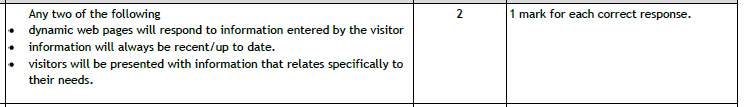 Any two of the following
• dynamic web pages will respond to information entered by the visitor
• information will always be recent/up to date.
• visitors will be presented with information that relates specifically to
their needs.
2
1 mark for each correct response.